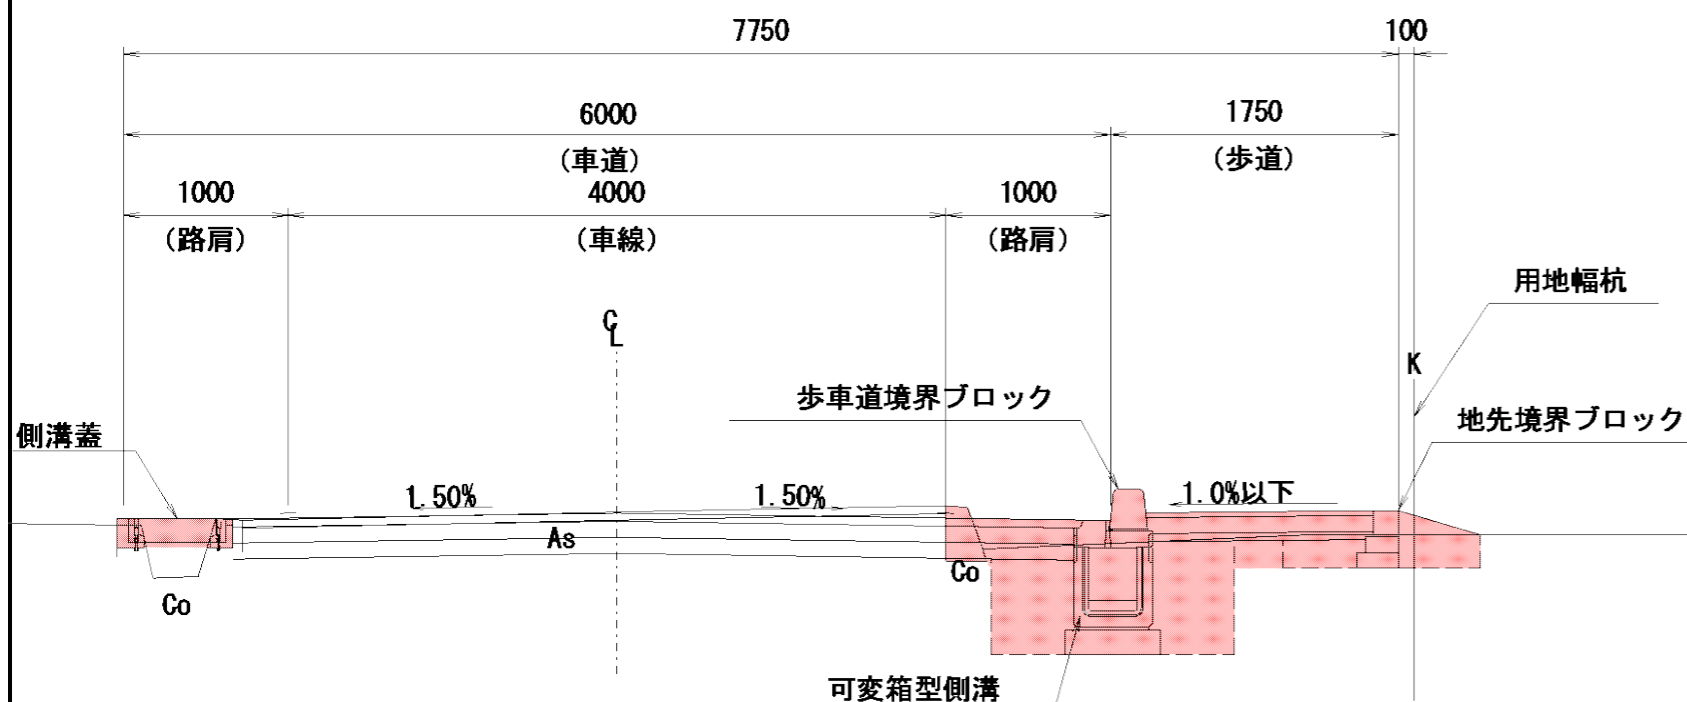 7750
100
6000
1750
(車道)
(歩道)
1000
4000
1000
(路肩)
(車線)
(路肩)
用地幅杭
CL
K
歩車道境界ブロック
地先境界ブロック
側溝蓋
1.50%
1.50%
1.0%以下
As
Co
Co
可変箱型側溝